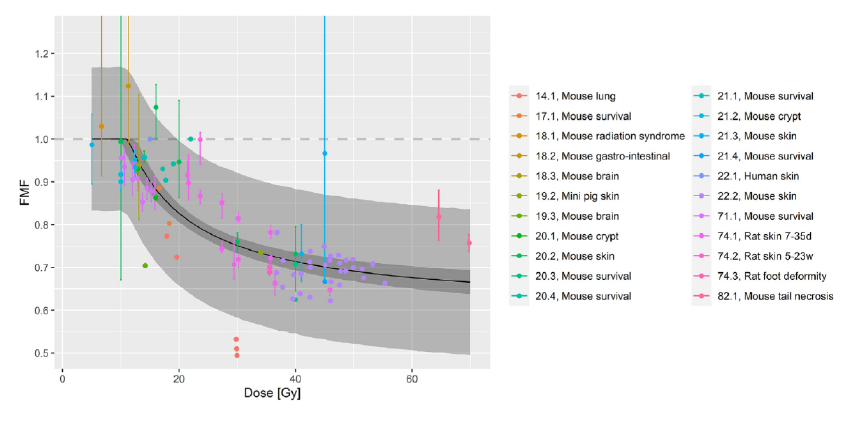 1.2
1.1
1.0
0.9
0.8
0.7
0.6
0.5
FMF
0
20
40
60
Dose [Gy]
14.1, Mouse lung
17.1, Mouse survival
18.1, Mouse radiation syndrome
18.2, Mouse gastro-intestinal
18.3, Mouse brain
19.2, Mini pig skin
19.3, Mouse brain
20.1, Mouse crypt
20.2, Mouse skin
20.3, Mouse survival
20.4, Mouse survival
21.1, Mouse survival
21.2, Mouse crypt
21.3, Mouse skin
21.4, Mouse survival
22.1, Human skin
22.2, Mouse skin
71.1, Mouse survival
74.1, Rat skin 7-35d
74.2, Rat skin 5-23w
74.3, Rat foot deformity
82.1, Mouse tail necrosis